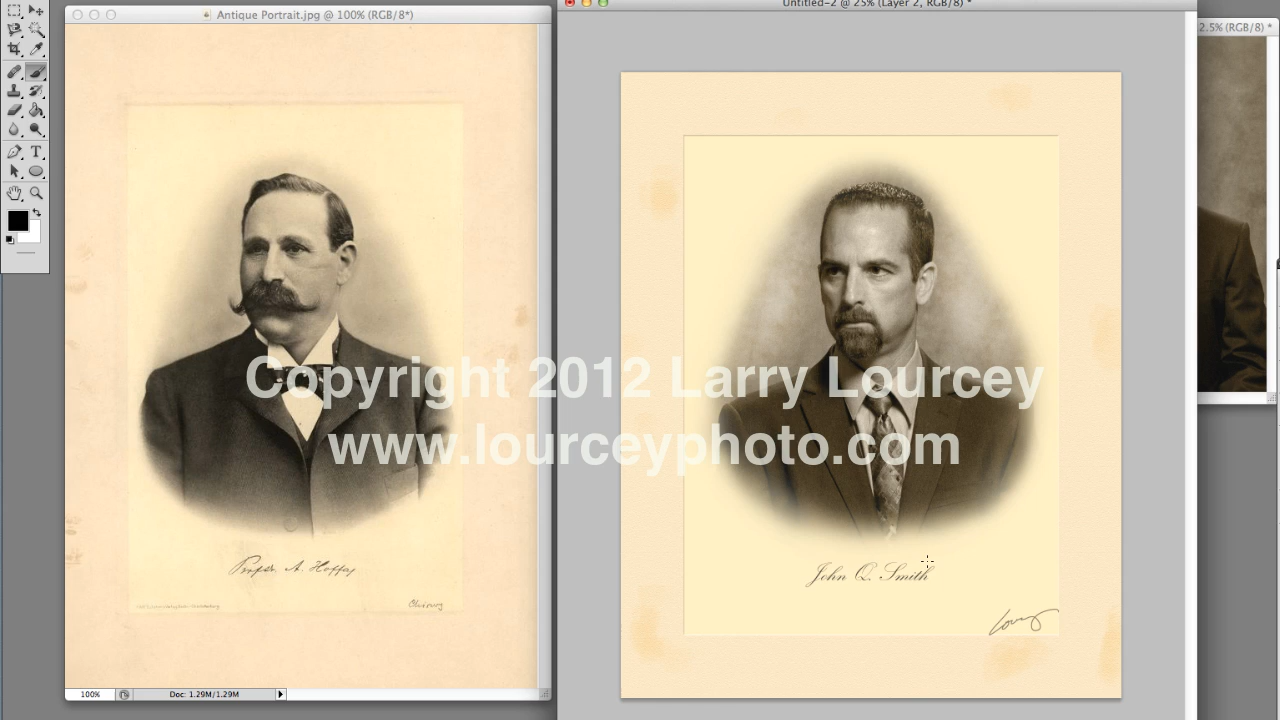 Antique Portrait.jpg @ 100% (RGB/8*)
Untitled-2 @ 25% (Layer 2, RGB/8) *
2.5% (RGB/8) *
T
Copyright 2012 Larry Lourcey
www.lourceyphoto.com
A. Hoffa
John Q. Smith
100%
Doc: 1.29M/1.29M